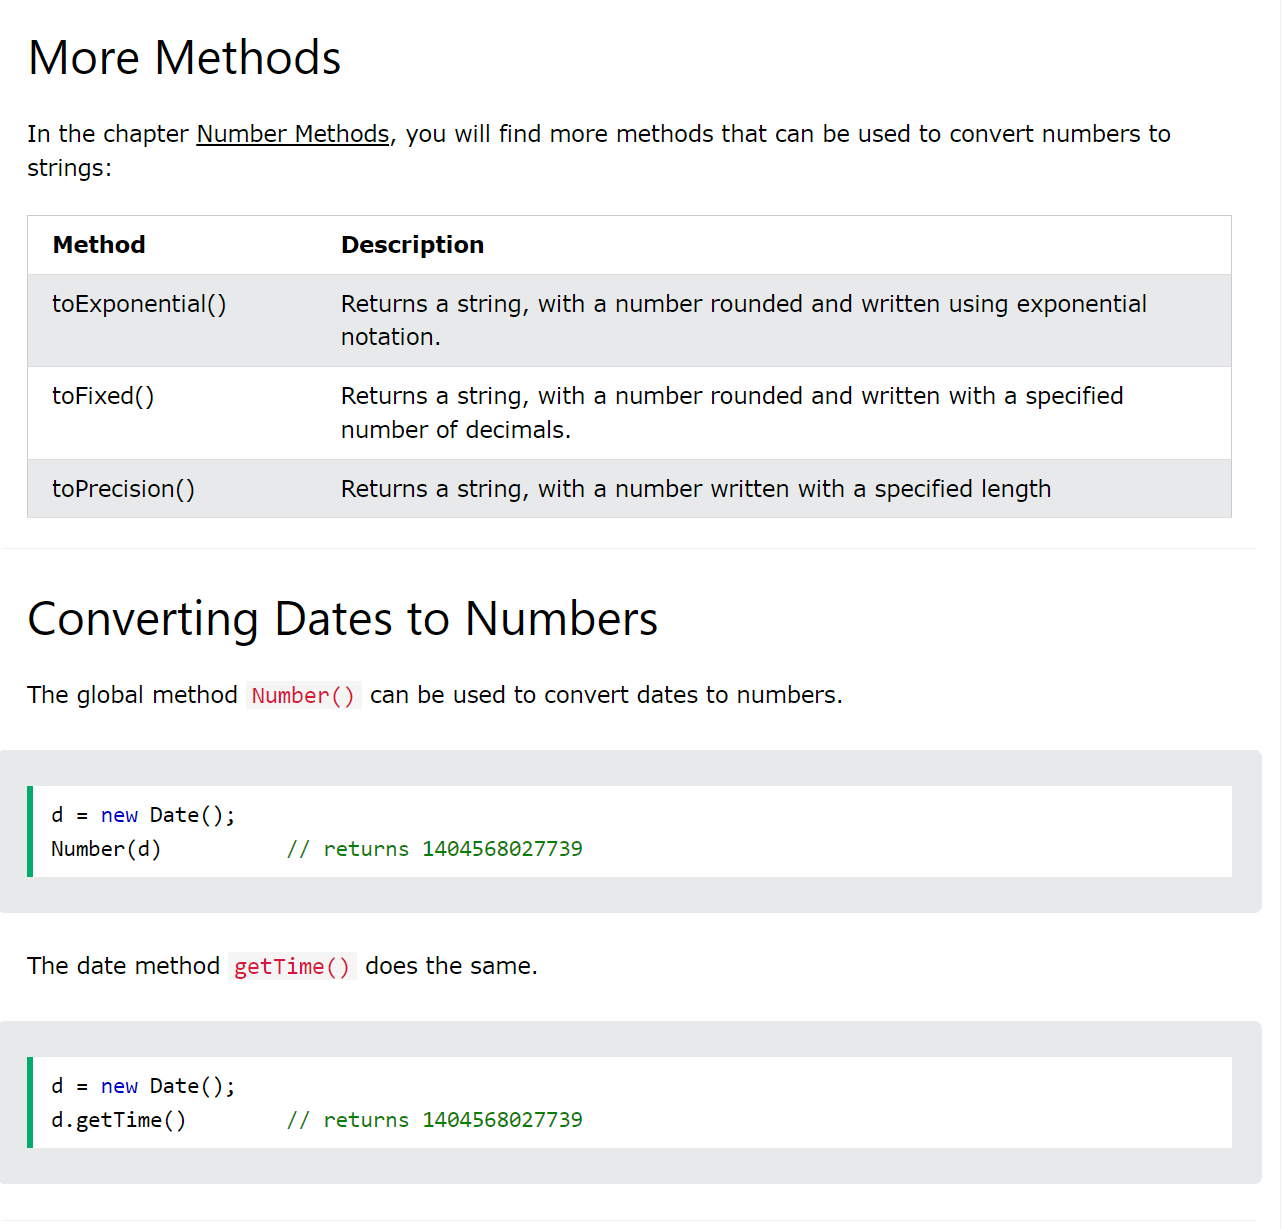 More Methods
In the chapter Number Methods, you will find more methods that can be used to convert numbers to
strings:
Method Description
toExponential() Returns a string, with a number rounded and written using exponential
notation.
toFixed() Returns a string, with a number rounded and written with a specified
number of decimals.
toPrecision() Returns a string, with a number written with a specified length
Converting Dates to Numbers
The global method Number() can be used to convert dates to numbers.
d = new Date();
Number(d) // returns 1404568027739
The date method getTime() does the same.
d = new Date();
d.getTime() // returns 1404568027739